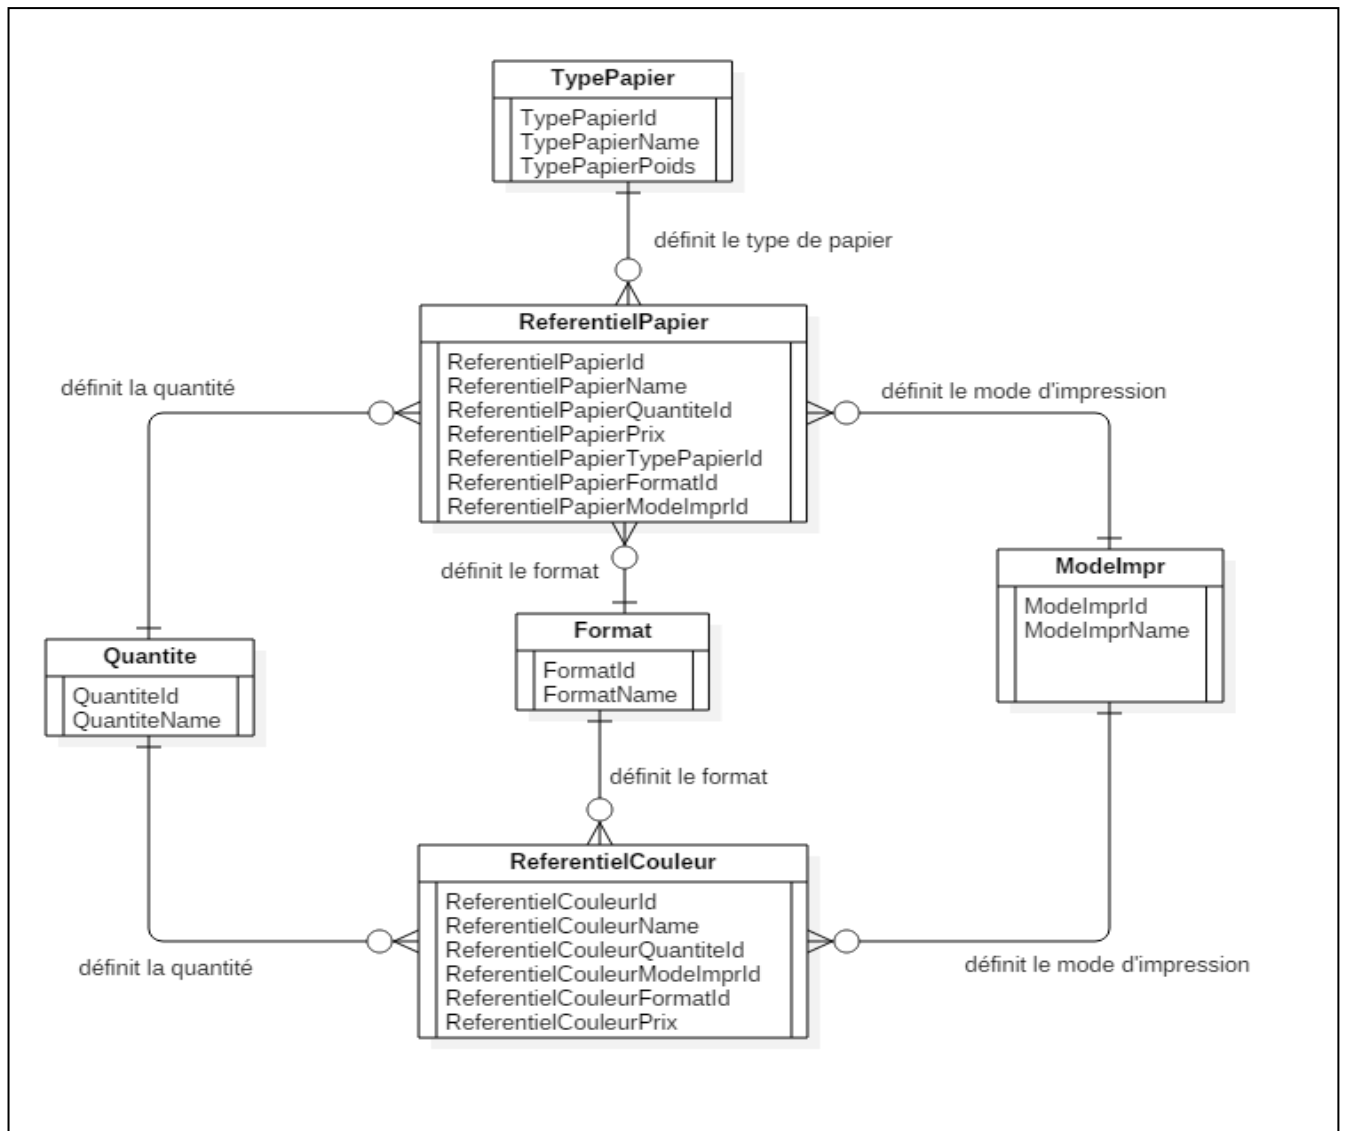 TypePapier
TypePapierId
TypePapierName
TypePapierPoids
définit le type de papier
ReferentielPapier
ReferentielPapierId
ReferentielPapierName
ReferentielPapierQuantiteId
ReferentielPapierPrix
ReferentielPapierTypePapierId
ReferentielPapierFormatId
ReferentielPapierModeImprId
définit la quantité
définit le mode d'impression
définit le format
ModeImpr
ModeImprId
ModeImprName
Format
FormatId
FormatName
Quantite
QuantiteId
QuantiteName
définit le format
ReferentielCouleur
ReferentielCouleurId
ReferentielCouleurName
ReferentielCouleurQuantiteId
ReferentielCouleurModeImprId
ReferentielCouleurFormatId
ReferentielCouleurPrix
définit la quantité
définit le mode d'impression